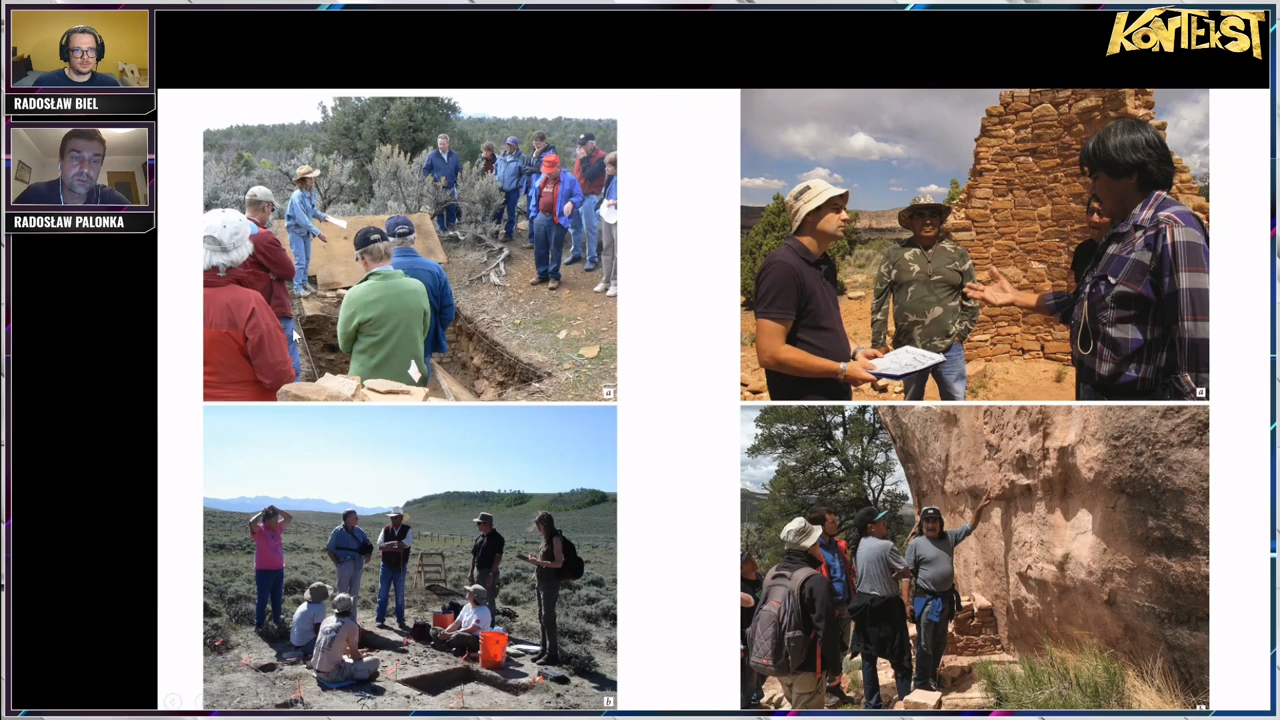 KONTEKST
RADOSŁAW BIEL
RADOSŁAW PALONKA
a
a
b